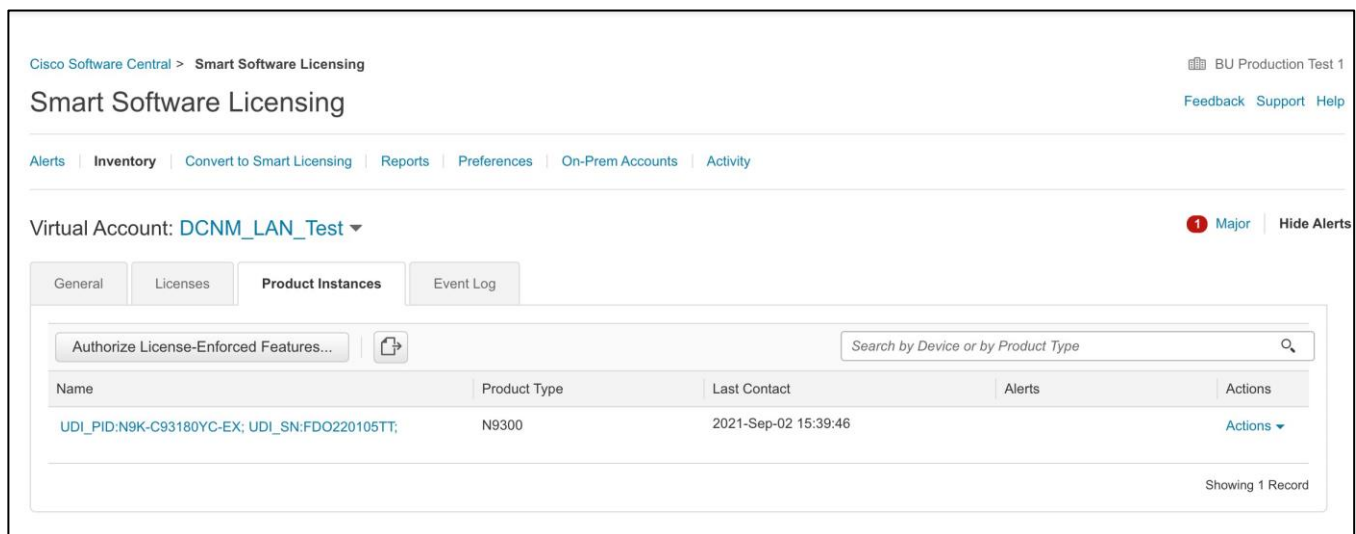 Cisco Software Central > Smart Software Licensing
BU Production Test 1
Smart Software Licensing
Feedback Support Help
Alerts Inventory Convert to Smart Licensing Reports Preferences On-Prem Accounts Activity
Virtual Account: DCNM_LAN_Test
1 Major Hide Alerts
General Licenses Product Instances Event Log
Authorize License-Enforced Features...
Search by Device or by Product Type
Name Product Type Last Contact Alerts Actions
UDI_PID:N9K-C93180YC-EX; UDI_SN:FDO220105TT; N9300 2021-Sep-02 15:39:46 Actions
Showing 1 Record